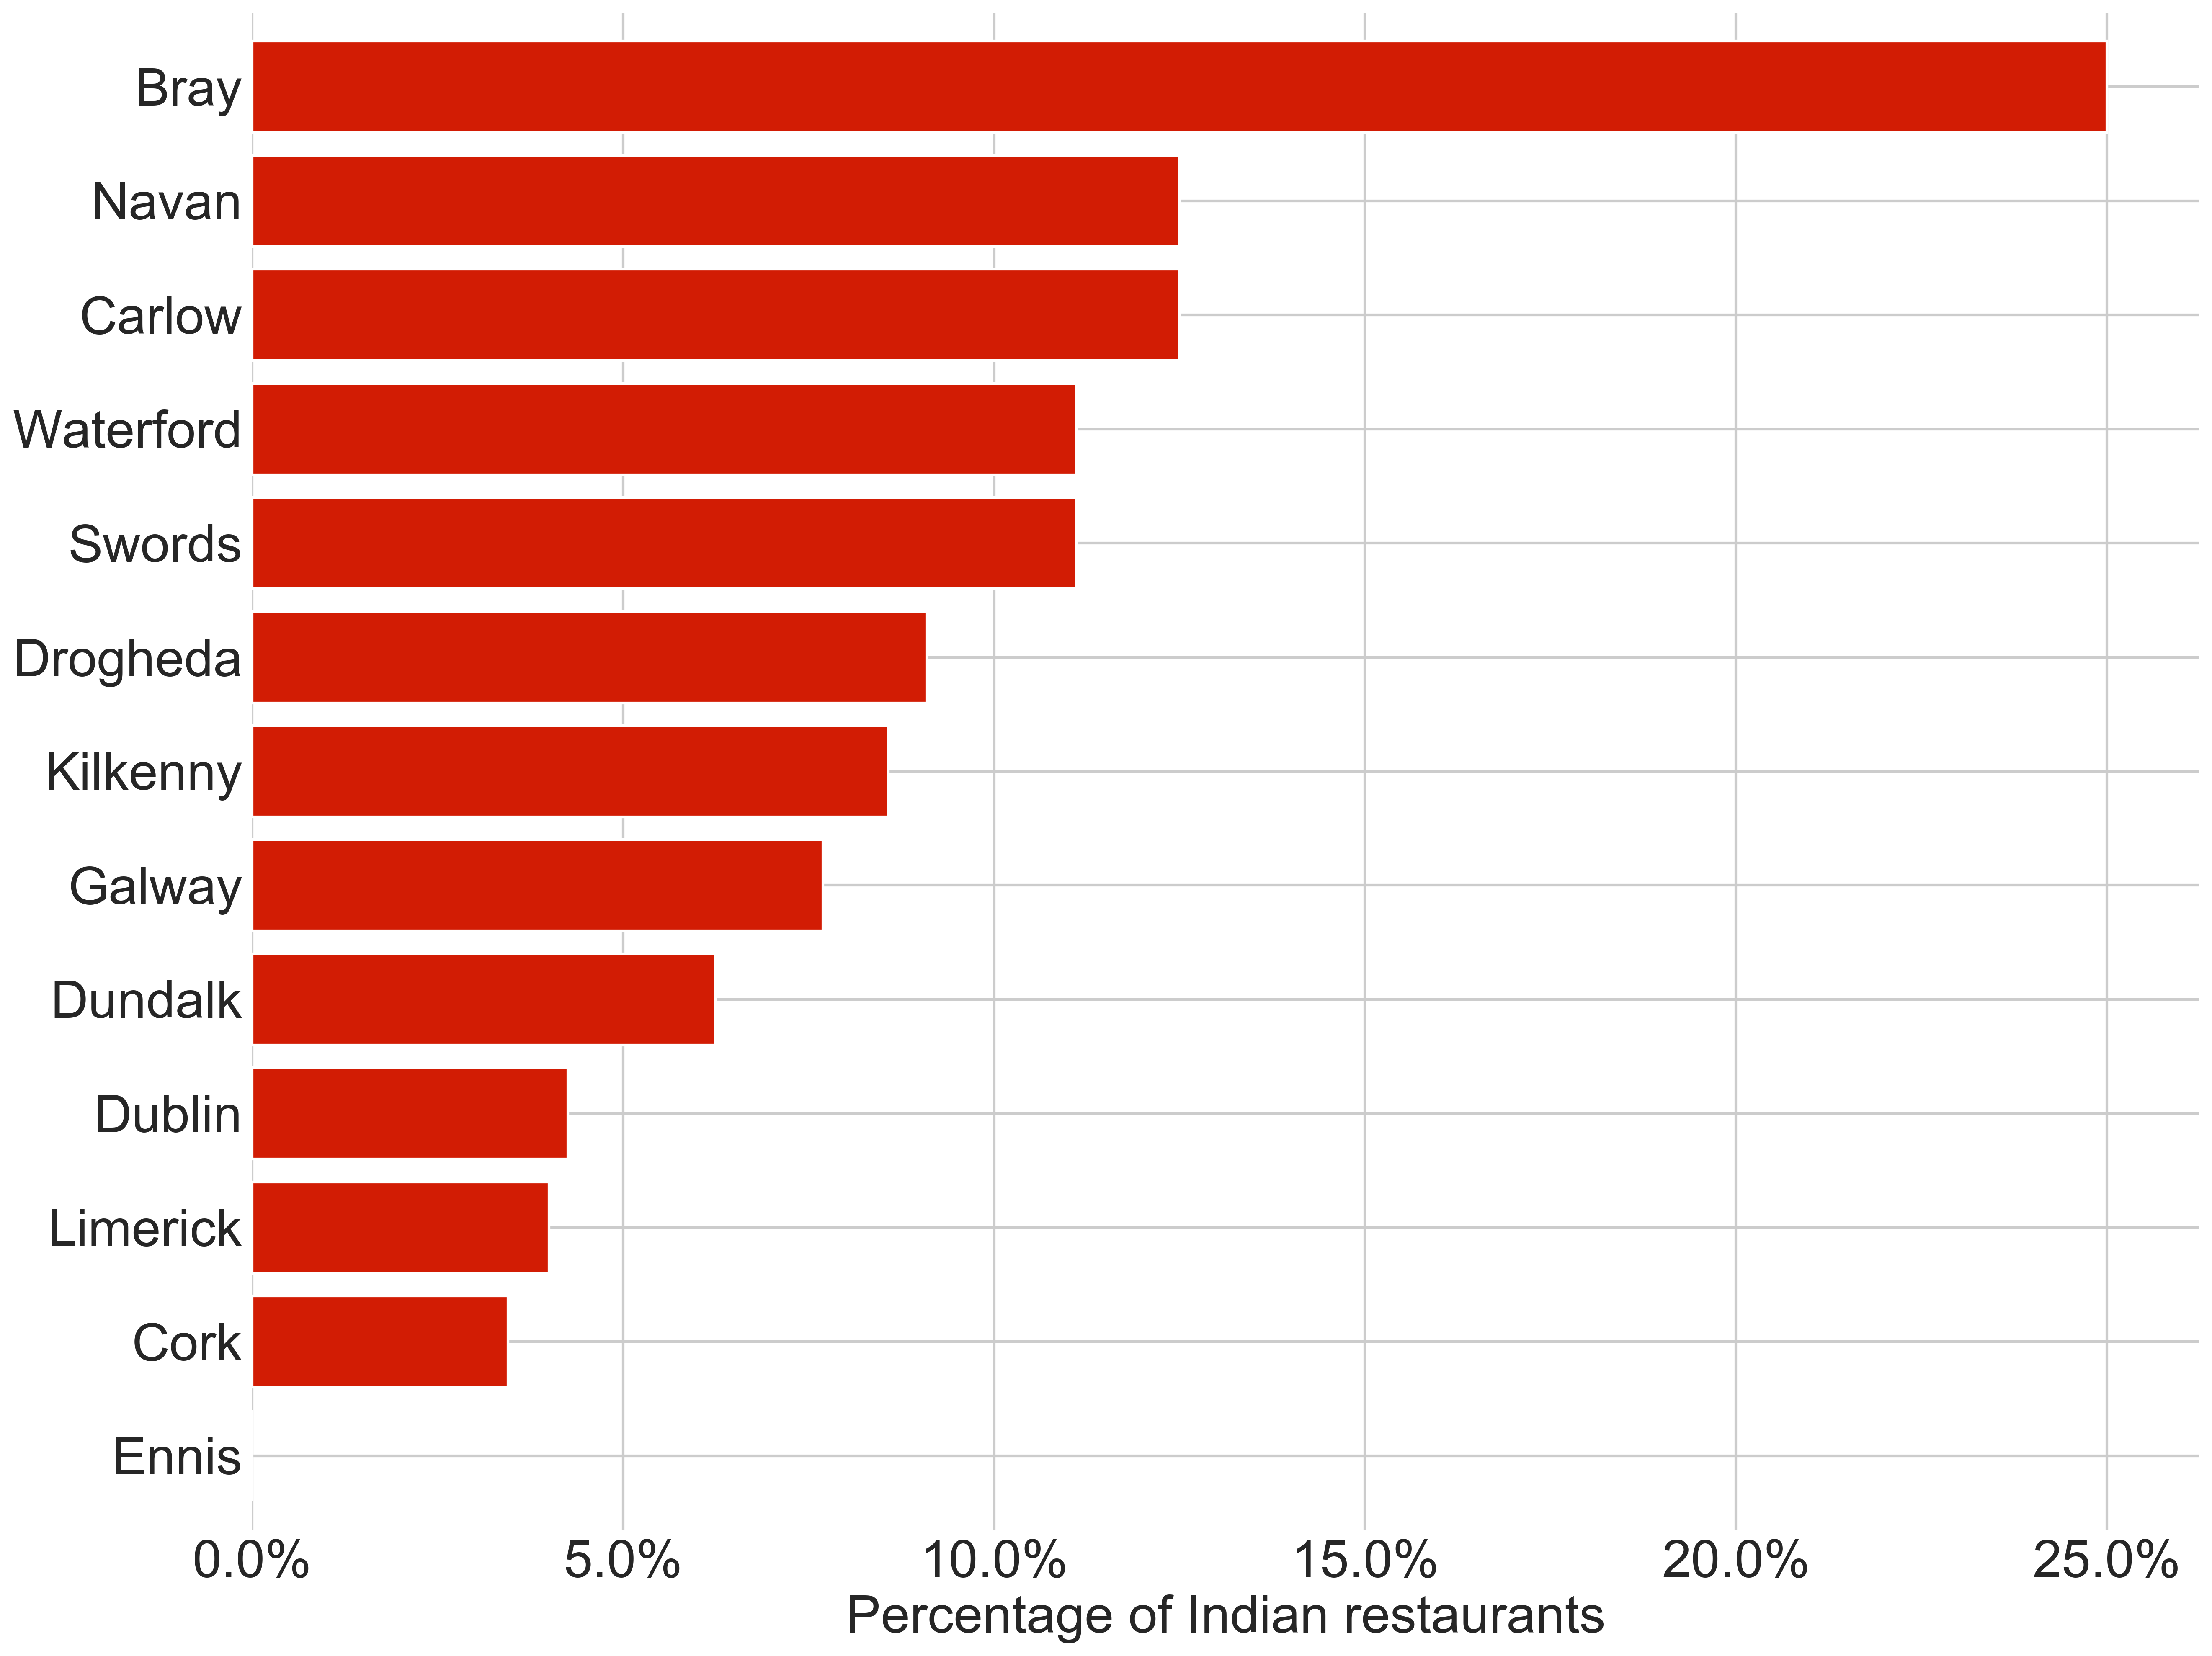 Bray
Navan
Carlow
Waterford
Swords
Drogheda
Kilkenny
Galway
Dundalk
Dublin
Limerick
Cork
Ennis
0.0% 5.0% 10.0% 15.0% 20.0% 25.0%
Percentage of Indian restaurants